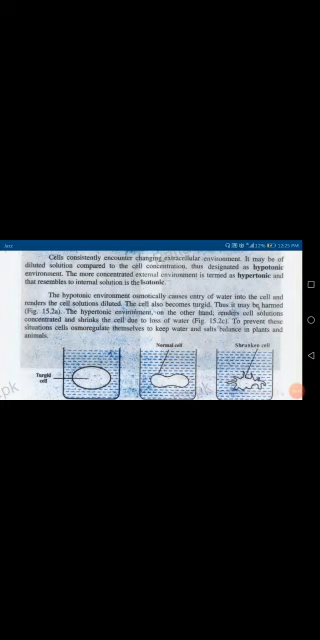 12% 12:25 PM
Cells consistently encounter changing extracellular environment. It may be of
diluted solution compared to the cell concentration, thus designated as hypotonic
environment. The more concentrated external environment is termed as hypertonic and
that resembles to internal solution is the isotonic.
The hypotonic environment osmotically causes entry of water into the cell and
renders the cell solutions diluted. The cell also becomes turgid. Thus it may be harmed
(Fig. 15.2a). The hypertonic environment, on the other hand, renders cell solutions
concentrated and shrinks the cell due to loss of water (Fig. 15.2c). To prevent these
situations cells osmoregulate themselves to keep water and salts balance in plants and
animals.
Normal cell Shrunken cell
Turgid
cell
pk